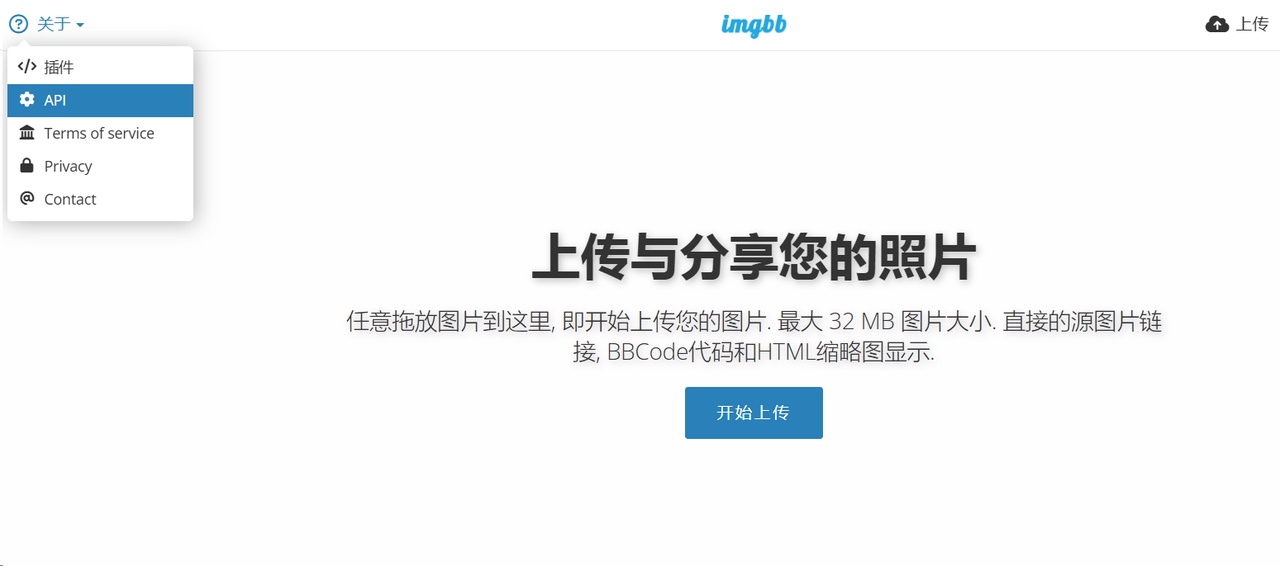 关于
imgbb
上传
插件
API
Terms of service
Privacy
Contact
上传与分享您的照片
任意拖放图片到这里, 即开始上传您的图片. 最大 32 MB 图片大小. 直接的源图片链
接, BBCode代码和HTML缩略图显示.
开始上传